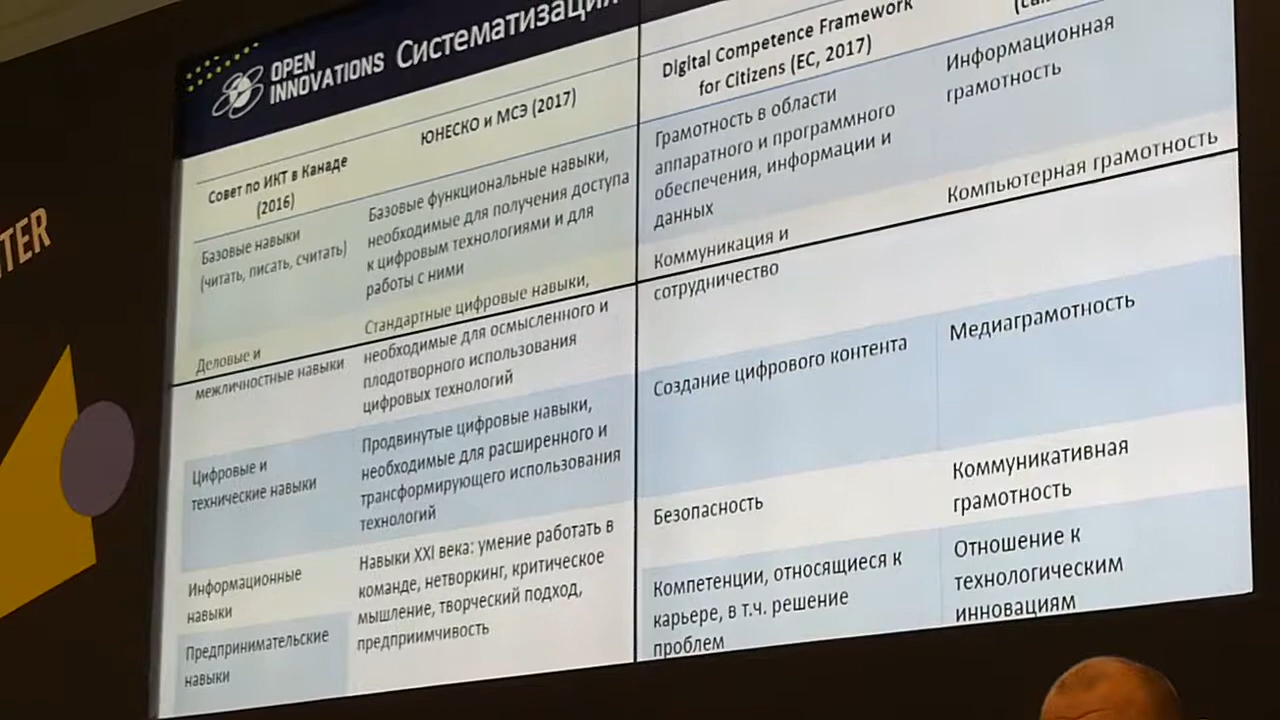 OPEN
INNOVATIONS
Систематизация
Совет по ИКТ в Канаде
(2016)
ЮНЕСКО и МСЭ (2017)
Digital Competence Framework
for Citizens (EC, 2017)
Базовые навыки
(читать, писать, считать)
Базовые функциональные навыки,
необходимые для получения доступа
к цифровым технологиями и для
работы с ними
Грамотность в области
аппаратного и программного
обеспечения, информации и
данных
Информационная
грамотность
Деловые и
межличностные навыки
Стандартные цифровые навыки,
необходимые для осмысленного и
плодотворного использования
цифровых технологий
Коммуникация и
сотрудничество
Компьютерная грамотность
Цифровые и
технические навыки
Продвинутые цифровые навыки,
необходимые для расширенного и
трансформирующего использования
технологий
Создание цифрового контента
Медиаграмотность
Информационные
навыки
Навыки XXI века: умение работать в
команде, нетворкинг, критическое
мышление, творческий подход,
предприимчивость
Безопасность
Коммуникативная
грамотность
Предпринимательские
навыки
Компетенции, относящиеся к
карьере, в т.ч. решение
проблем
Отношение к
технологическим
инновациям